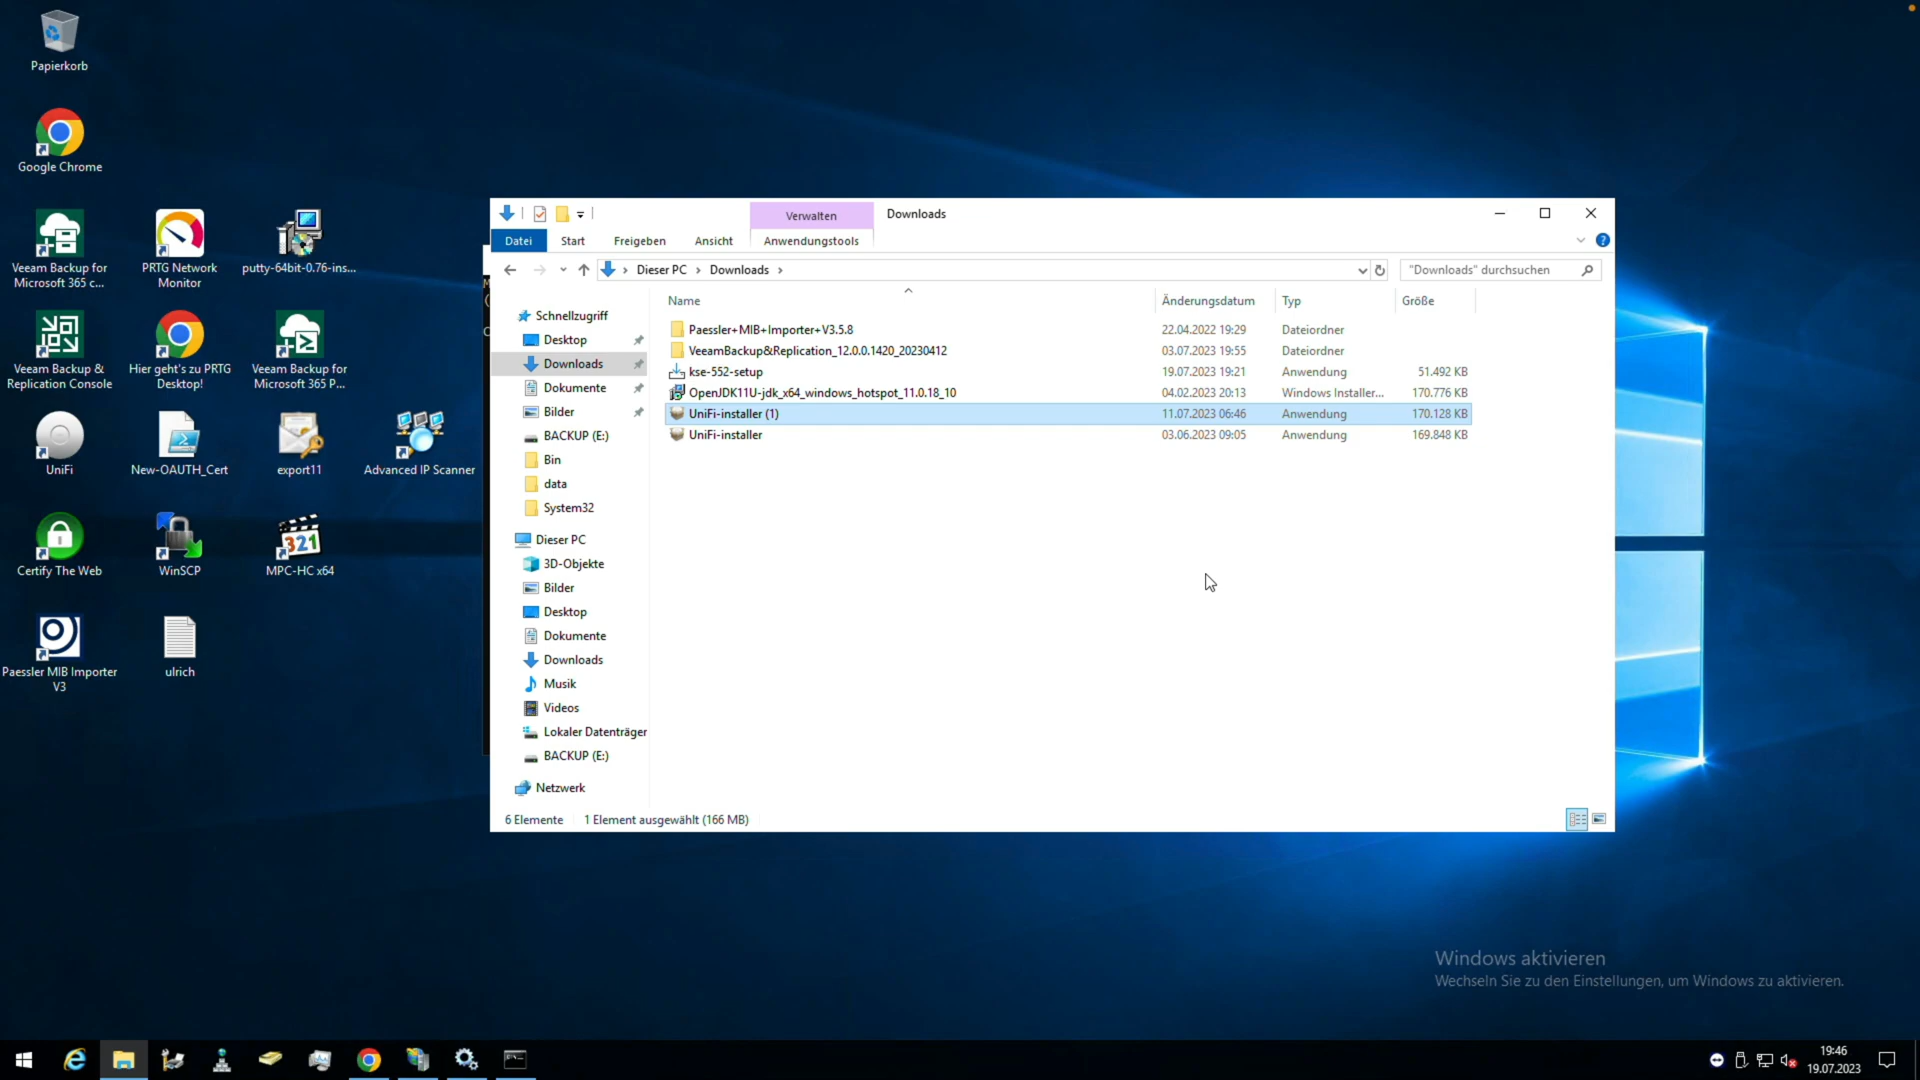 Papierkorb
Google Chrome
Veeam Backup for
Microsoft 365 c...
PRTG Network
Monitor
putty-64bit-0.76-ins...
Veeam Backup &
Replication Console
Hier geht's zu PRTG
Desktop!
Veeam Backup for
Microsoft 365 P...
UniFi
New-OAUTH_Cert
export11
Advanced IP Scanner
Certify The Web
WinSCP
321
MPC-HC x64
Paessler MIB Importer
V3
ulrich
Verwalten
Downloads
Datei
Start
Freigeben
Ansicht
Anwendungstools
Dieser PC
Downloads
"Downloads" durchsuchen
Name
Änderungsdatum
Typ
Größe
Paessler+MIB+Importer+V3.5.8
22.04.2022 19:29
Dateiordner
VeeamBackup&Replication_12.0.0.1420_20230412
03.07.2023 19:55
Dateiordner
kse-552-setup
19.07.2023 19:21
Anwendung
51.492 KB
OpenJDK11U-jdk_x64_windows_hotspot_11.0.18_10
04.02.2023 20:13
Windows Installer...
170.776 KB
UniFi-installer (1)
11.07.2023 06:46
Anwendung
170.128 KB
UniFi-installer
03.06.2023 09:05
Anwendung
169.848 KB
Schnellzugriff
Desktop
Downloads
Dokumente
Bilder
BACKUP (E:)
Bin
data
System32
Dieser PC
3D-Objekte
Bilder
Desktop
Dokumente
Downloads
Musik
Videos
Lokaler Datenträger
BACKUP (E:)
Netzwerk
6 Elemente
1 Element ausgewählt (166 MB)
Windows aktivieren
Wechseln Sie zu den Einstellungen, um Windows zu aktivieren.
19:46
19.07.2023